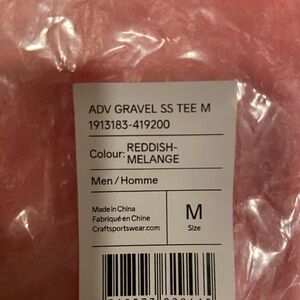 ADV GRAVEL SS TEE M
1913183-419200
Colour: REDDISH-
MELANGE
Men/Homme
Made in China
Fabriqué en Chine
Craftsportswear.com
M
Size